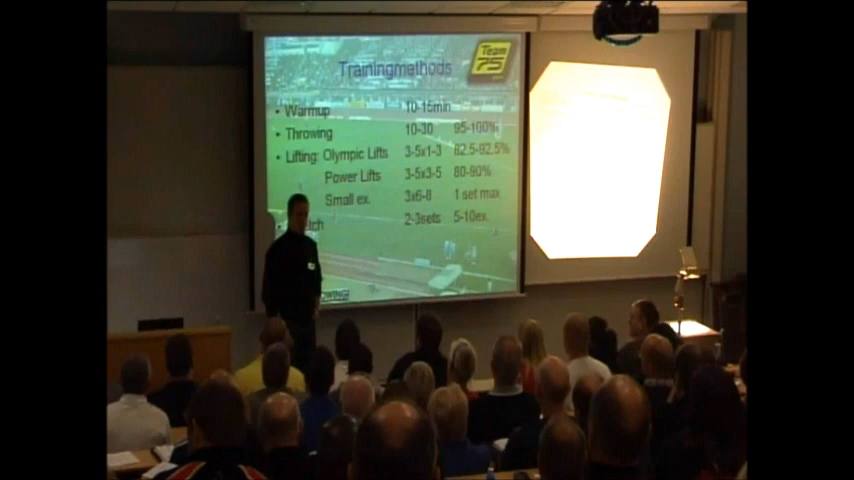 Team
75
Trainingmethods
• Warmup 10-15min
• Throwing 10-30 95-100%
• Lifting: Olympic Lifts 3-5x1-3 82.5-92.5%
Power Lifts 3-5x3-5 80-90%
Small ex. 3x6-8 1 set max
2-3sets 5-10ex.